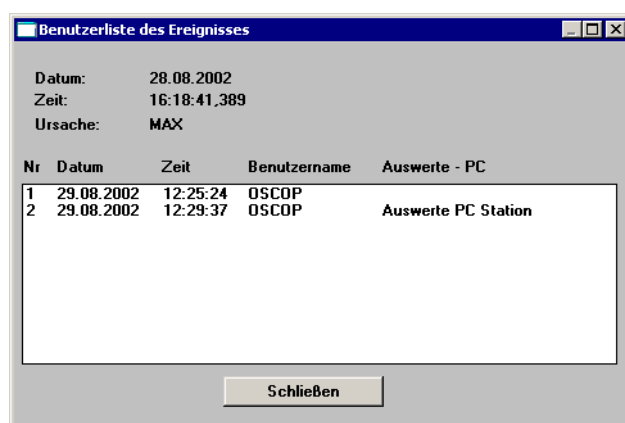 Benutzerliste des Ereignisses
Datum: 28.08.2002
Zeit: 16:18:41,389
Ursache: MAX
Nr Datum Zeit Benutzername Auswerte - PC
1 29.08.2002 12:25:24 OSCOP
2 29.08.2002 12:29:37 OSCOP Auswerte PC Station
Schließen